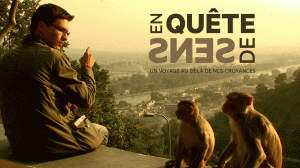 EN QUÊTE
DE SENS
UN VOYAGE AU DELÀ DE NOS CROYANCES